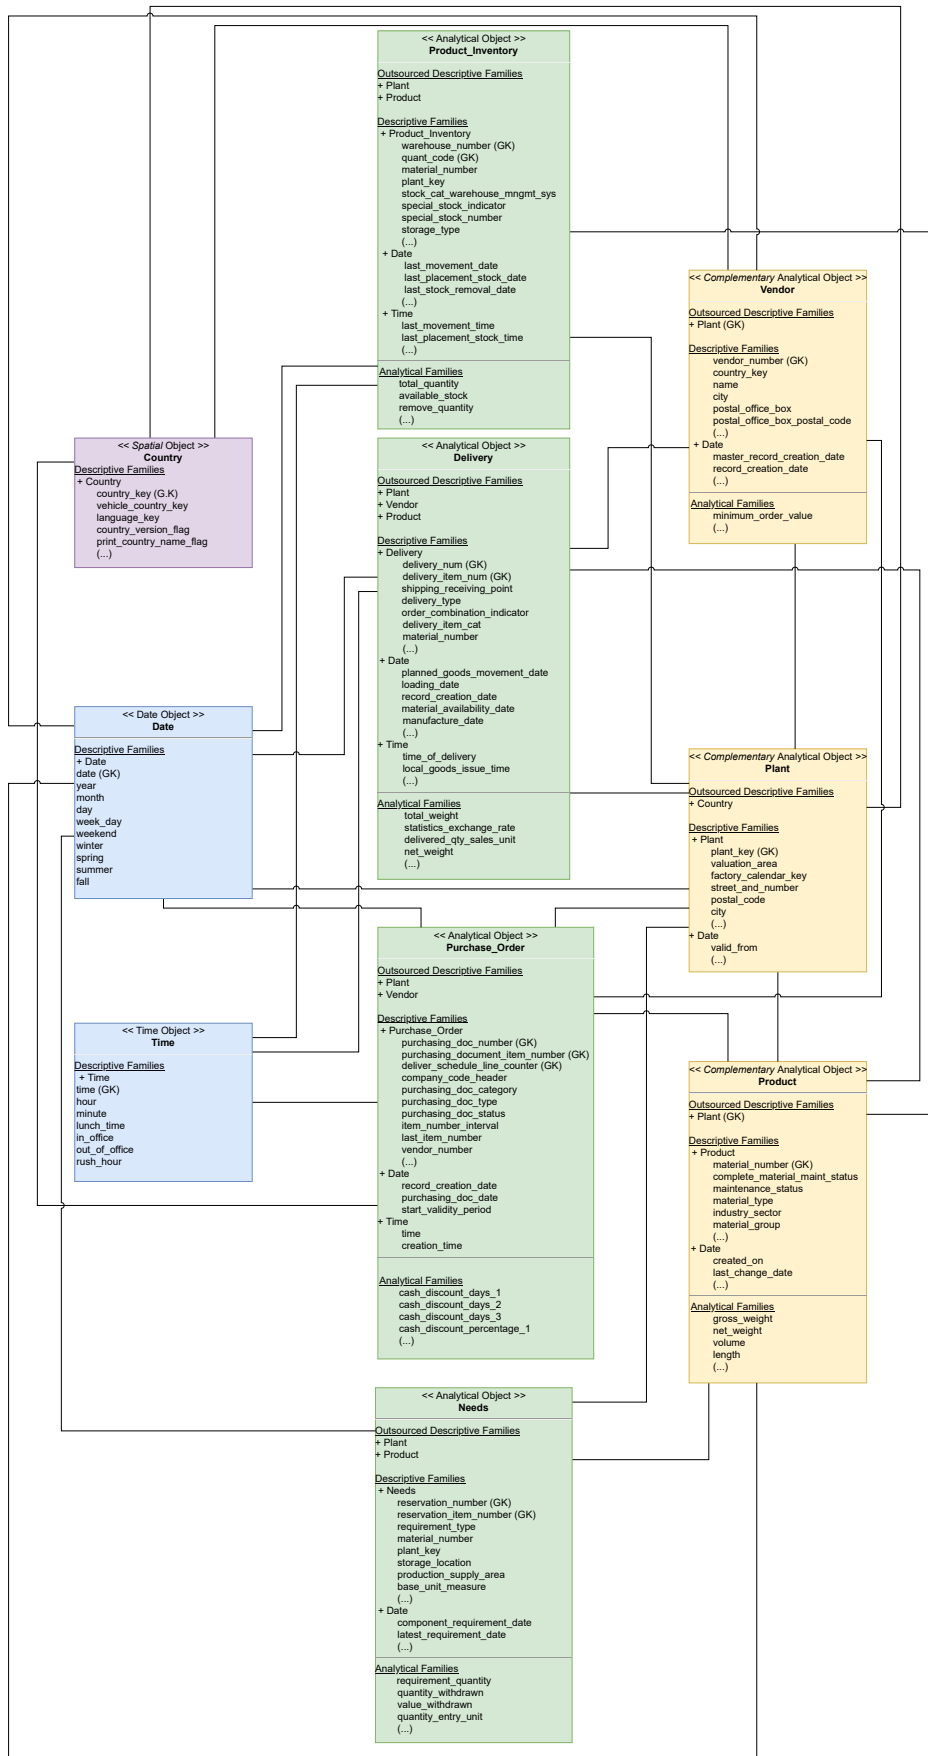 << Analytical Object >>
Product_Inventory
Outsourced Descriptive Families
+ Plant
+ Product
Descriptive Families
+ Product_Inventory
warehouse_number (GK)
quant_code (GK)
material_number
plant_key
stock_cat_warehouse_mngmt_sys
special_stock_indicator
special_stock_number
storage_type
(...)
+ Date
last_movement_date
last_placement_stock_date
last_stock_removal_date
(...)
+ Time
last_movement_time
last_placement_stock_time
(...)
Analytical Families
total_quantity
available_stock
remove_quantity
(...)
<< Complementary Analytical Object >>
Vendor
Outsourced Descriptive Families
+ Plant (GK)
Descriptive Families
vendor_number (GK)
country_key
name
city
postal_office_box
postal_office_box_postal_code
(...)
+ Date
master_record_creation_date
record_creation_date
(...)
Analytical Families
minimum_order_value
(...)
<< Spatial Object >>
Country
Descriptive Families
+ Country
country_key (G.K)
vehicle_country_key
language_key
country_version_flag
print_country_name_flag
(...)
<< Analytical Object >>
Delivery
Outsourced Descriptive Families
+ Plant
+ Vendor
+ Product
Descriptive Families
+ Delivery
delivery_num (GK)
delivery_item_num (GK)
shipping_receiving_point
delivery_type
order_combination_indicator
delivery_item_cat
material_number
(...)
+ Date
planned_goods_movement_date
loading_date
record_creation_date
material_availability_date
manufacture_date
(...)
+ Time
time_of_delivery
local_goods_issue_time
(...)
Analytical Families
total_weight
statistics_exchange_rate
delivered_qty_sales_unit
net_weight
(...)
<< Date Object >>
Date
Descriptive Families
+ Date
date (GK)
year
month
day
week_day
weekend
winter
spring
summer
fall
<< Complementary Analytical Object >>
Plant
Outsourced Descriptive Families
+ Country
Descriptive Families
+ Plant
plant_key (GK)
valuation_area
factory_calendar_key
street_and_number
postal_code
city
(...)
+ Date
valid_from
(...)
<< Analytical Object >>
Purchase_Order
Outsourced Descriptive Families
+ Plant
+ Vendor
Descriptive Families
+ Purchase_Order
purchasing_doc_number (GK)
purchasing_document_item_number (GK)
deliver_schedule_line_counter (GK)
company_code_header
purchasing_doc_category
purchasing_doc_type
purchasing_doc_status
item_number_interval
last_item_number
vendor_number
(...)
+ Date
record_creation_date
purchasing_doc_date
start_validity_period
+ Time
time
creation_time
Analytical Families
cash_discount_days_1
cash_discount_days_2
cash_discount_days_3
cash_discount_percentage_1
(...)
<< Time Object >>
Time
Descriptive Families
+ Time
time (GK)
hour
minute
lunch_time
in_office
out_of_office
rush_hour
<< Complementary Analytical Object >>
Product
Outsourced Descriptive Families
+ Plant (GK)
Descriptive Families
+ Product
material_number (GK)
complete_material_maint_status
maintenance_status
material_type
industry_sector
material_group
(...)
+ Date
created_on
last_change_date
(...)
Analytical Families
gross_weight
net_weight
volume
length
(...)
<< Analytical Object >>
Needs
Outsourced Descriptive Families
+ Plant
+ Product
Descriptive Families
+ Needs
reservation_number (GK)
reservation_item_number (GK)
requirement_type
material_number
plant_key
storage_location
production_supply_area
base_unit_measure
(...)
+ Date
component_requirement_date
latest_requirement_date
(...)
Analytical Families
requirement_quantity
quantity_withdrawn
value_withdrawn
quantity_entry_unit
(...)